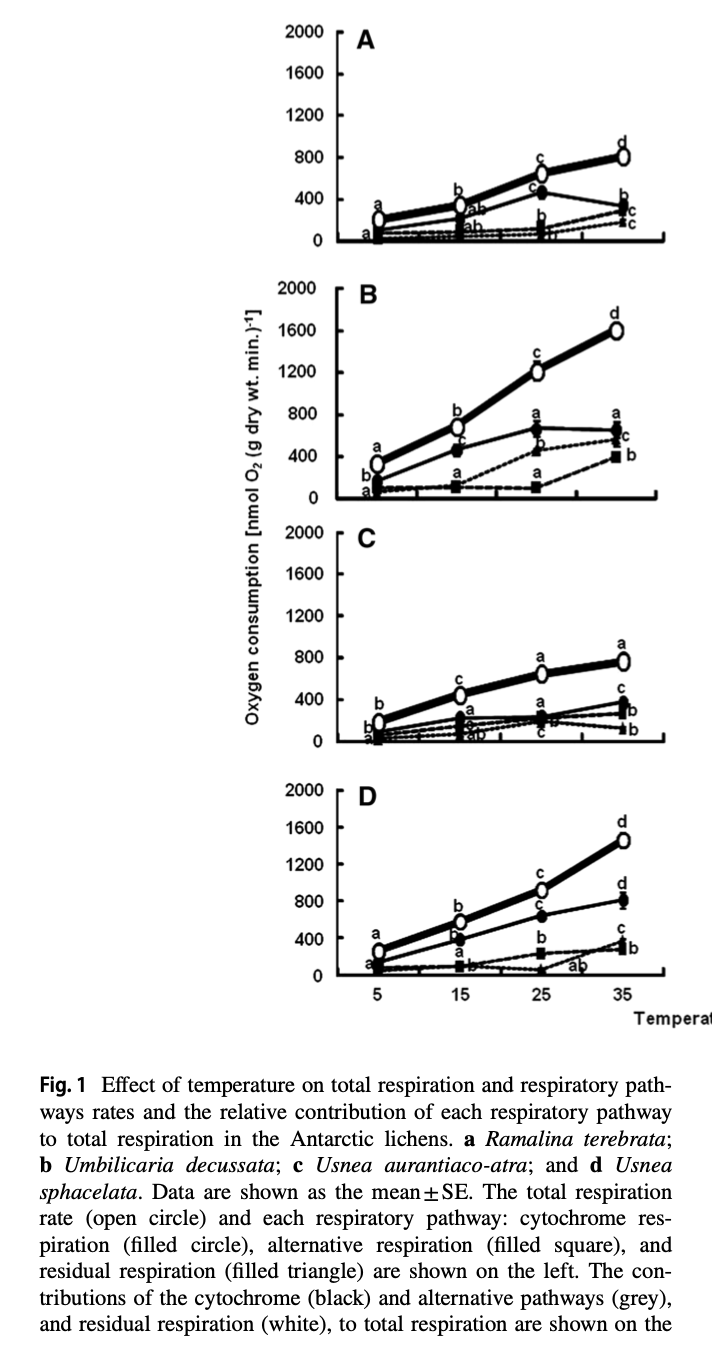 2000 A
1600
1200
800
400
0
a b c d
ab c b
a ab b c
b c
2000 B
1600
1200
800
400
0
a b c d
b c a a
a a b c
a b
Oxygen consumption [nmol O2 (g dry wt. min.)-1]
2000 C
1600
1200
800
400
0
b c a a
b a a c
a c b b
ab c b
2000 D
1600
1200
800
400
0
a b c d
b c d
a a b c
b ab b
5 15 25 35
Temperat
Fig. 1 Effect of temperature on total respiration and respiratory path-
ways rates and the relative contribution of each respiratory pathway
to total respiration in the Antarctic lichens. a Ramalina terebrata;
b Umbilicaria decussata; c Usnea aurantiaco-atra; and d Usnea
sphacelata. Data are shown as the mean ± SE. The total respiration
rate (open circle) and each respiratory pathway: cytochrome res-
piration (filled circle), alternative respiration (filled square), and
residual respiration (filled triangle) are shown on the left. The con-
tributions of the cytochrome (black) and alternative pathways (grey),
and residual respiration (white), to total respiration are shown on the